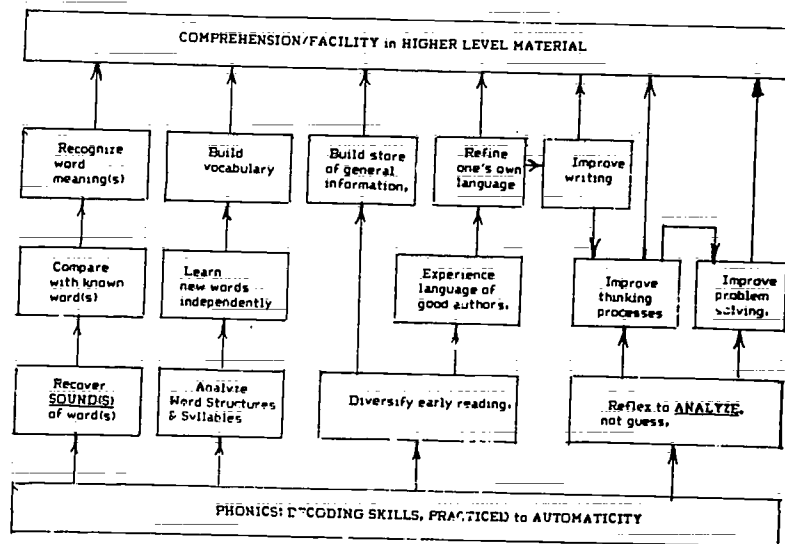 COMPREHENSION/FACILITY in HIGHER LEVEL MATERIAL
Recognize
word
meaning(s)
Build
vocabulary
Build store
of general
information.
Refine
one's own
language
Improve
writing
Compare
with known
word(s)
Learn
new words
independently
Experience
language of
good authors.
Improve
thinking
processes
Improve
problem
solving.
Recover
SOUND(S)
of word(s)
Analyze
Word Structures
& Syllables
Diversify early reading.
Reflex to ANALYZE,
not guess.
PHONICS: DECODING SKILLS, PRACTICED to AUTOMATICITY